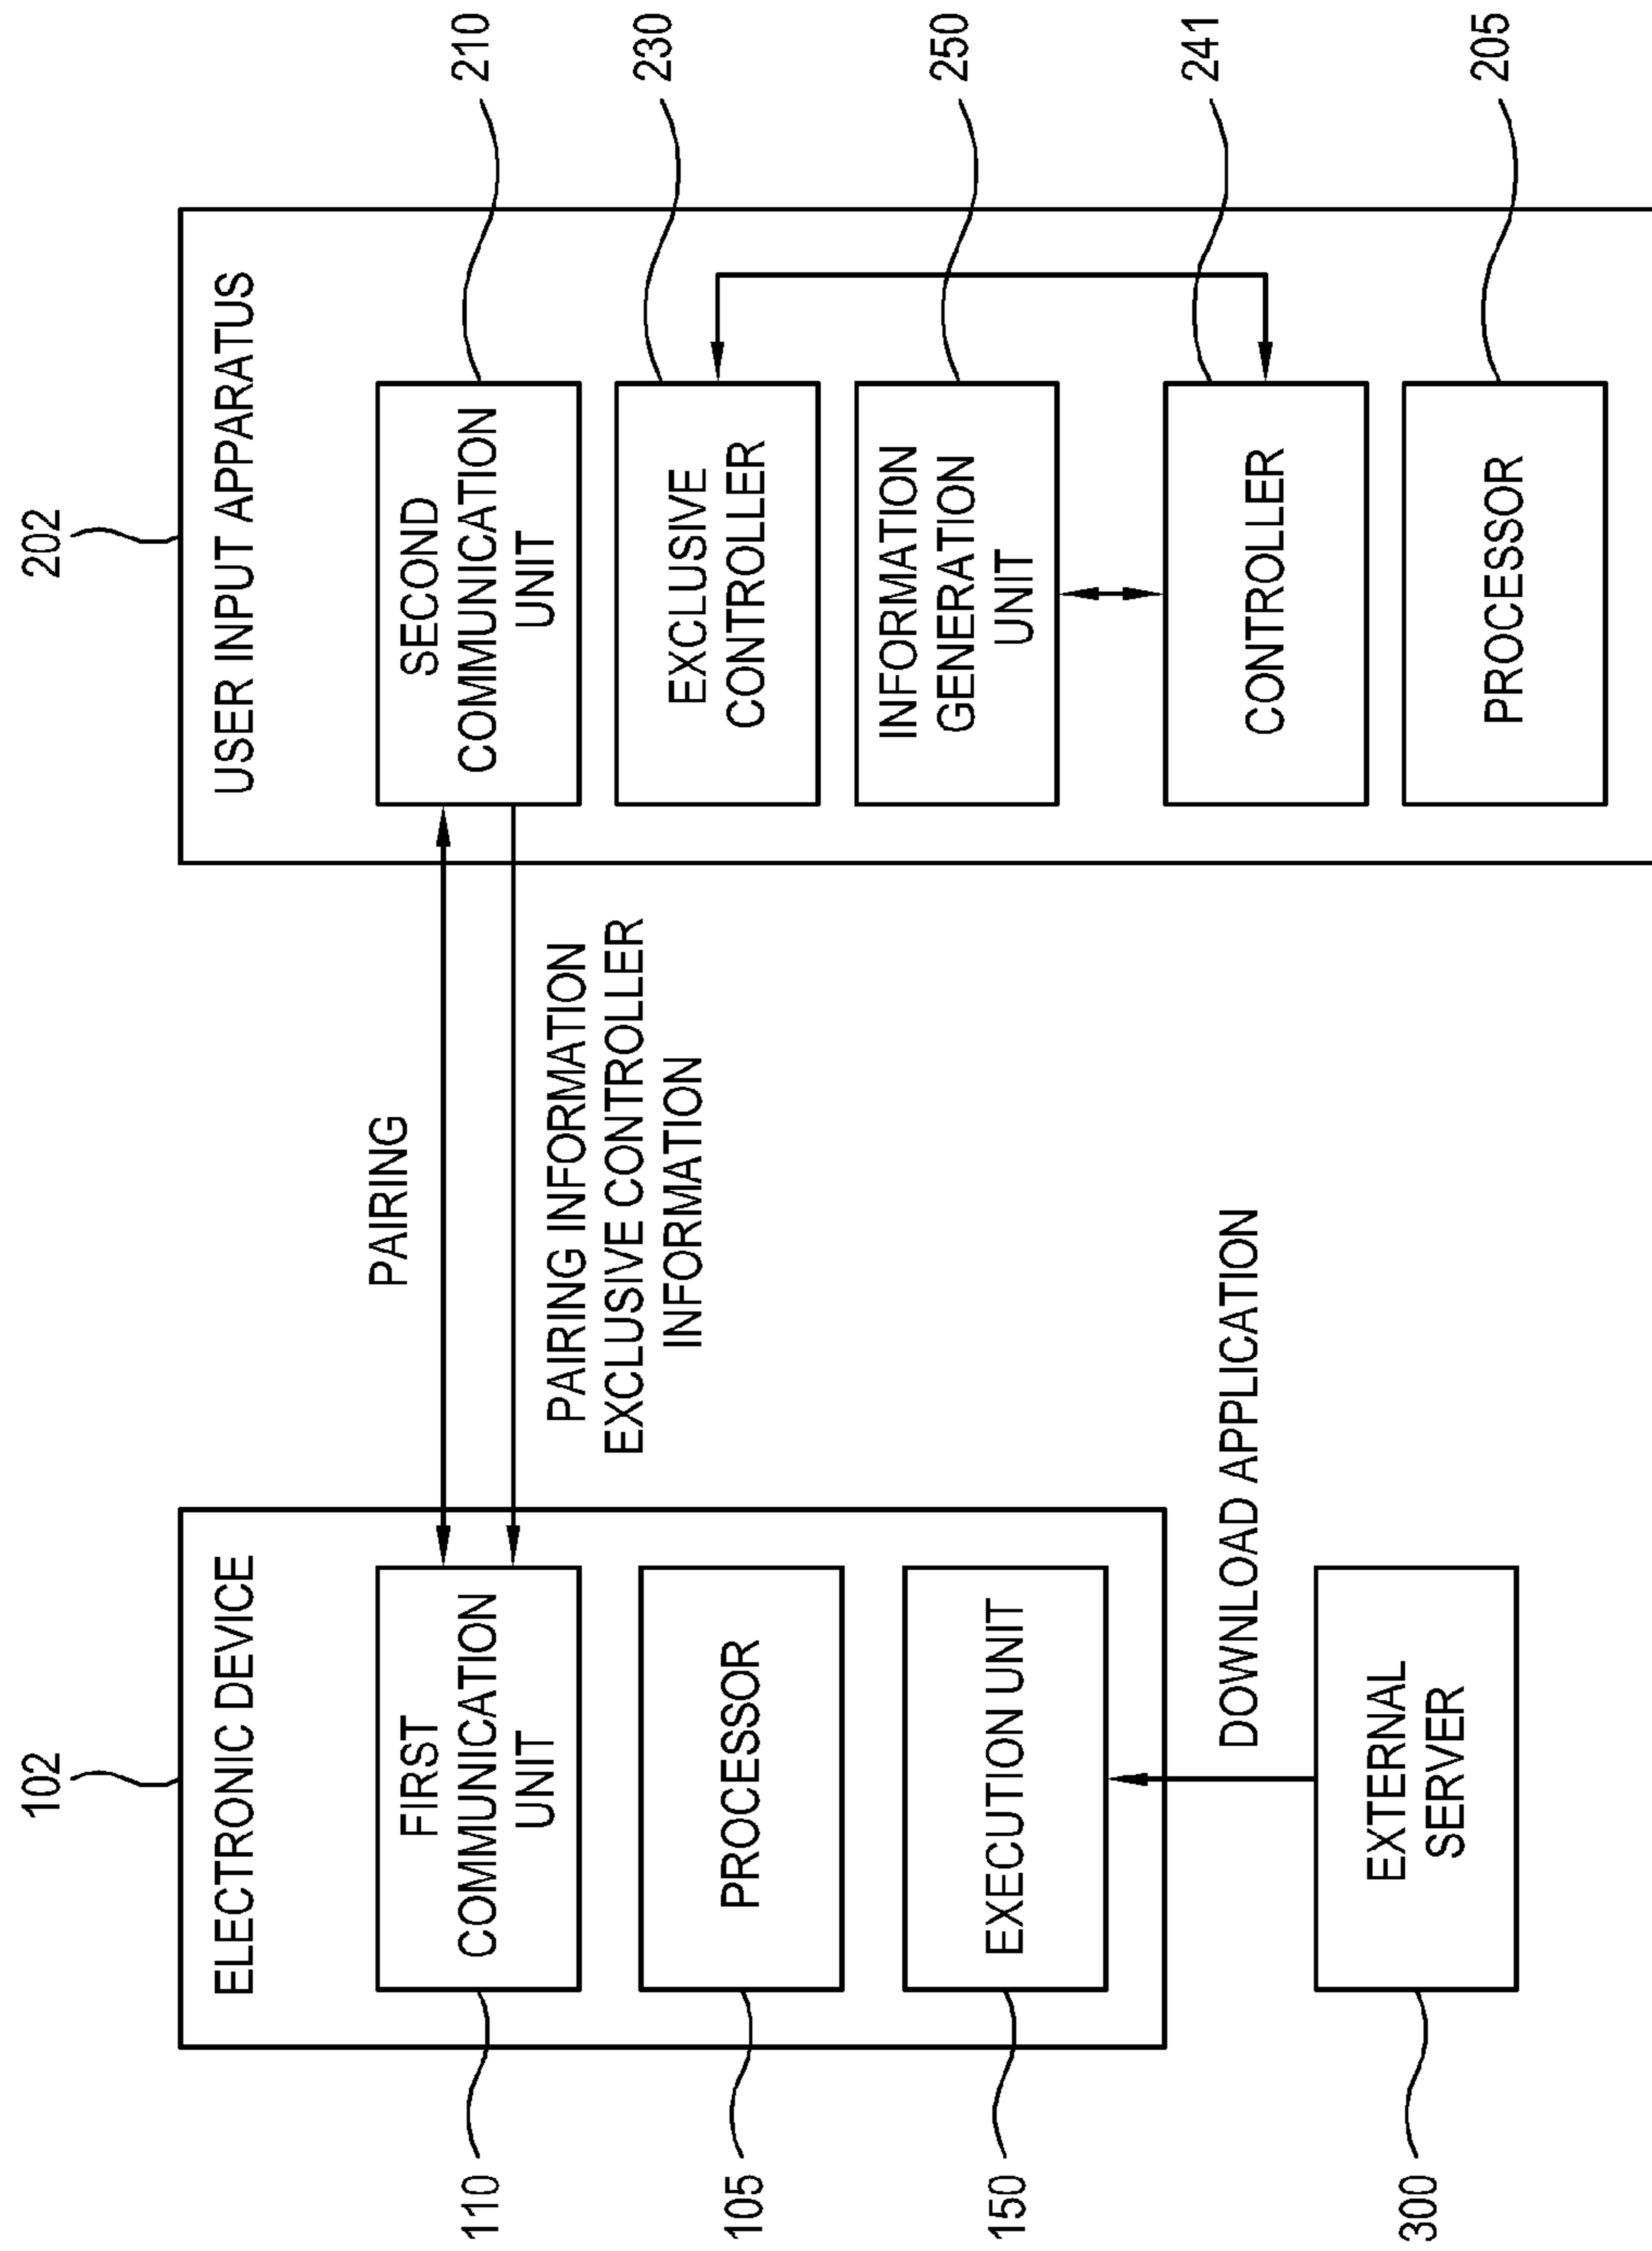 102
ELECTRONIC DEVICE
110
FIRST
COMMUNICATION
UNIT
105
PROCESSOR
150
EXECUTION UNIT
DOWNLOAD APPLICATION
300
EXTERNAL
SERVER
PAIRING
PAIRING INFORMATION
EXCLUSIVE CONTROLLER
INFORMATION
202
USER INPUT APPARATUS
SECOND
COMMUNICATION
UNIT
210
EXCLUSIVE
CONTROLLER
230
INFORMATION
GENERATION
UNIT
250
CONTROLLER
241
PROCESSOR
205